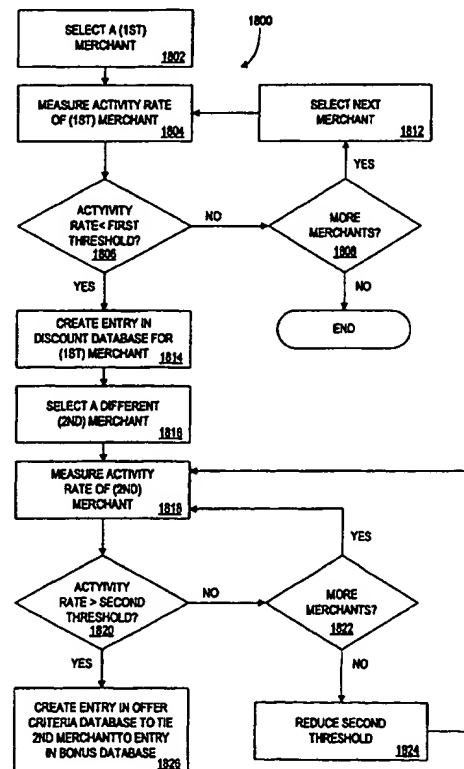 SELECT A (1ST)
MERCHANT
1802
1800
MEASURE ACTIVITY RATE
OF (1ST) MERCHANT
1804
SELECT NEXT
MERCHANT
1812
YES
ACTYIVITY
RATE< FIRST
THRESHOLD?
1806
NO
MORE
MERCHANTS?
1808
YES
NO
CREATE ENTRY IN
DISCOUNT DATABASE FOR
(1ST) MERCHANT
1814
END
SELECT A DIFFERENT
(2ND) MERCHANT
1816
MEASURE ACTIVITY
RATE OF (2ND)
MERCHANT
1818
YES
ACTYIVITY
RATE > SECOND
THRESHOLD?
1820
NO
MORE
MERCHANTS?
1822
YES
NO
CREATE ENTRY IN OFFER
CRITERIA DATABASE TO TIE
2ND MERCHANTTO ENTRY
IN BONUS DATABASE
1826
REDUCE SECOND
THRESHOLD
1824